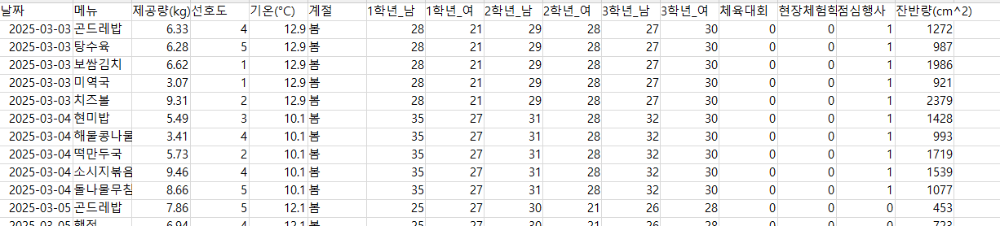 날짜 메뉴 제공량(kg) 선호도 기온(°C) 계절 1학년_남 1학년_여 2학년_남 2학년_여 3학년_남 3학년_여 체육대회 현장체험학 점심행사 잔반량(cm^2)
2025-03-03 곤드레밥 6.33 4 12.9 봄 28 21 29 28 27 30 0 0 1 1272
2025-03-03 탕수육 6.28 5 12.9 봄 28 21 29 28 27 30 0 0 1 987
2025-03-03 보쌈김치 6.62 1 12.9 봄 28 21 29 28 27 30 0 0 1 1986
2025-03-03 미역국 3.07 1 12.9 봄 28 21 29 28 27 30 0 0 1 921
2025-03-03 치즈볼 9.31 2 12.9 봄 28 21 29 28 27 30 0 0 1 2379
2025-03-04 현미밥 5.49 3 10.1 봄 35 27 31 28 32 30 0 0 1 1428
2025-03-04 해물콩나물 3.41 4 10.1 봄 35 27 31 28 32 30 0 0 1 993
2025-03-04 떡만두국 5.73 2 10.1 봄 35 27 31 28 32 30 0 0 1 1719
2025-03-04 소시지볶음 9.46 4 10.1 봄 35 27 31 28 32 30 0 0 1 1539
2025-03-04 돌나물무침 8.66 5 10.1 봄 35 27 31 28 32 30 0 0 1 1077
2025-03-05 곤드레밥 7.86 5 12.1 봄 25 27 30 21 26 28 0 0 0 453
2025-03-05 6.94 4 12.1 봄 25 27 30 21 26 28 0 0 0 723